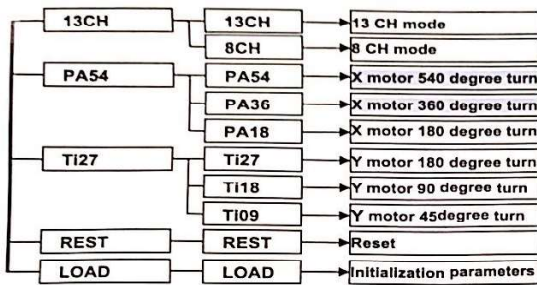 13CH 13CH 13 CH mode
8CH 8 CH mode
PA54 PA54 X motor 540 degree turn
PA36 X motor 360 degree turn
PA18 X motor 180 degree turn
Ti27 Ti27 Y motor 180 degree turn
Ti18 Y motor 90 degree turn
Ti09 Y motor 45degree turn
REST REST Reset
LOAD LOAD Initialization parameters